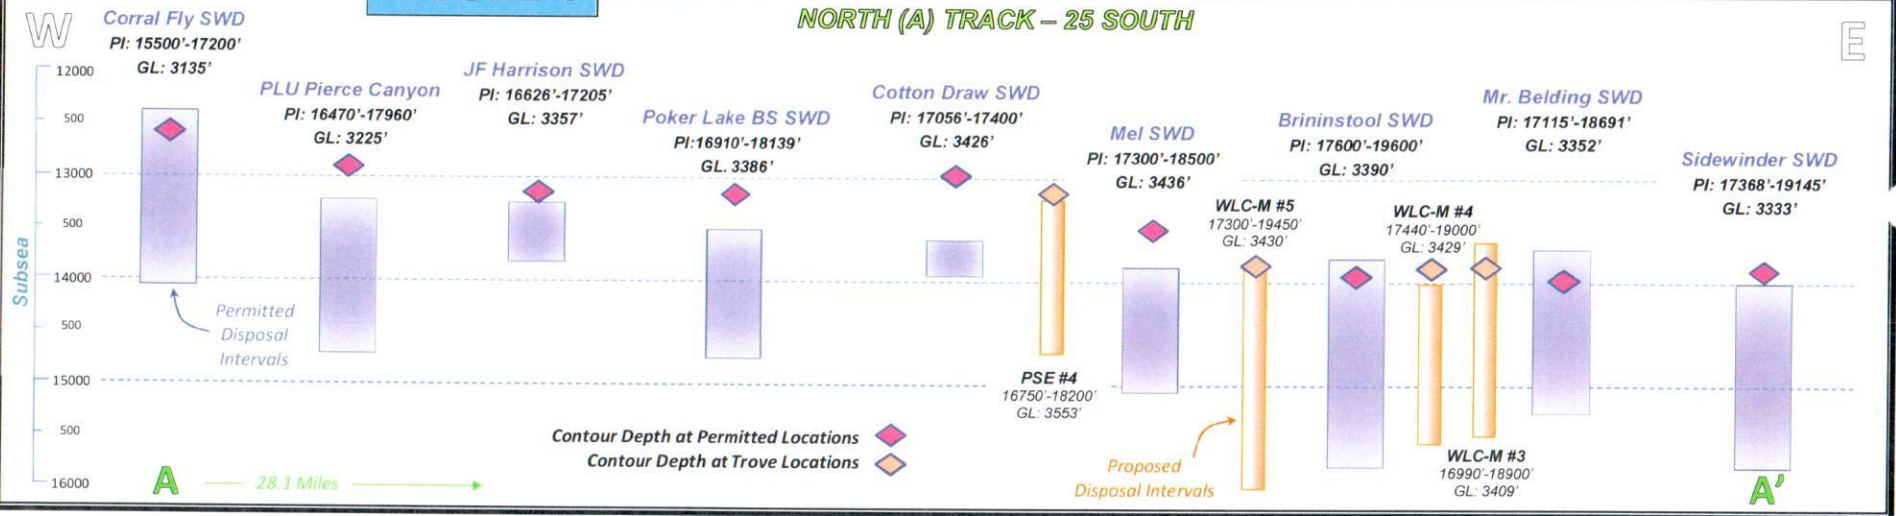 NORTH (A) TRACK – 25 SOUTH
W
E
Corral Fly SWD
PI: 15500'-17200'
GL: 3135'
PLU Pierce Canyon
PI: 16470'-17960'
GL: 3225'
JF Harrison SWD
PI: 16626'-17205'
GL: 3357'
Poker Lake BS SWD
PI:16910'-18139'
GL. 3386'
Cotton Draw SWD
PI: 17056'-17400'
GL: 3426'
Mel SWD
PI: 17300'-18500'
GL: 3436'
WLC-M #5
17300'-19450'
GL: 3430'
Brininstool SWD
PI: 17600'-19600'
GL: 3390'
WLC-M #4
17440'-19000'
GL: 3429'
Mr. Belding SWD
PI: 17115'-18691'
GL: 3352'
Sidewinder SWD
PI: 17368'-19145'
GL: 3333'
Subsea
12000
500
13000
500
14000
500
15000
500
16000
Permitted
Disposal
Intervals
PSE #4
16750'-18200'
GL: 3553'
Contour Depth at Permitted Locations
Contour Depth at Trove Locations
Proposed
Disposal Intervals
WLC-M #3
16990'-18900'
GL: 3409'
A
28.1 Miles
A'